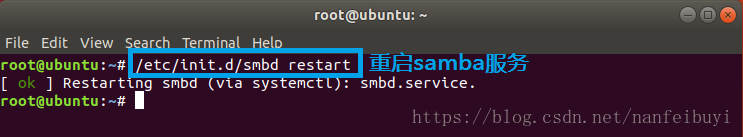 root@ubuntu: ~
File Edit View Search Terminal Help
root@ubuntu:~# /etc/init.d/smbd restart 重启samba服务
[ ok ] Restarting smbd (via systemctl): smbd.service.
root@ubuntu:~#
https://blog.csdn.net/nanfeibuyi